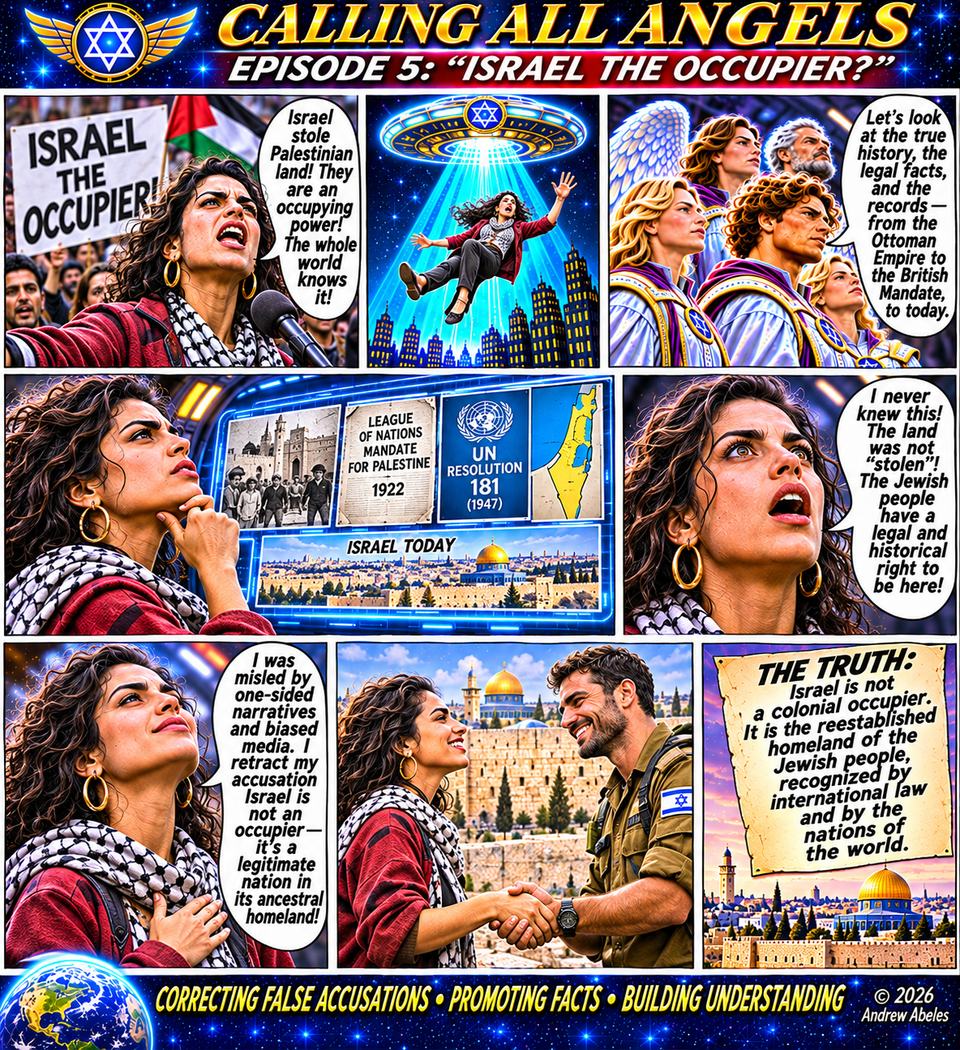 CALLING ALL ANGELS
EPISODE 5: “ISRAEL THE OCCUPIER?”
ISRAEL
THE
OCCUPIER!
Israel
stole
Palestinian
land! They
are an
occupying
power!
The whole
world
knows
it!
Let’s look
at the true
history, the
legal facts,
and the
records —
from the
Ottoman
Empire to
the British
Mandate,
to today.
LEAGUE
OF NATIONS
MANDATE
FOR PALESTINE
1922
UN
RESOLUTION
181
(1947)
ISRAEL TODAY
I never
knew this!
The land
was not
“stolen”!
The Jewish
people
have a
legal and
historical
right to
be here!
I was
misled by
one-sided
narratives
and biased
media. I
retract my
accusation
Israel is
not an
occupier—
it’s a
legitimate
nation in
its ancestral
homeland!
THE TRUTH:
Israel is not
a colonial occupier.
It is the reestablished
homeland of the
Jewish people,
recognized by
international law
and by the
nations of
the world.
CORRECTING FALSE ACCUSATIONS • PROMOTING FACTS • BUILDING UNDERSTANDING
© 2026
Andrew Abeles